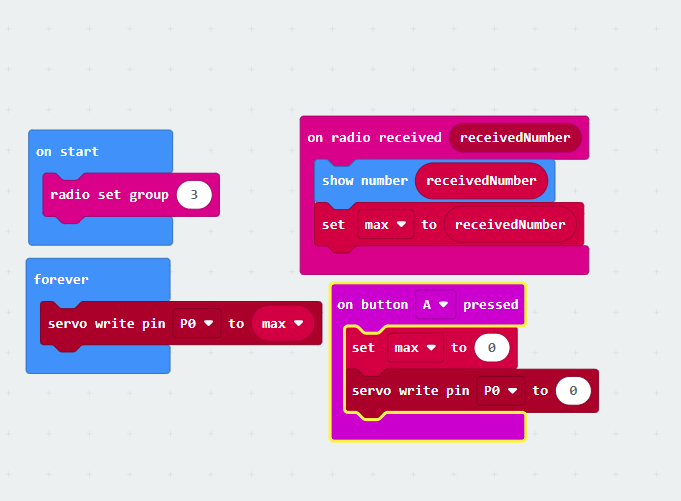 on start
radio set group 3
forever
servo write pin P0 to max
on radio received receivedNumber
show number receivedNumber
set max to receivedNumber
on button A pressed
set max to 0
servo write pin P0 to 0